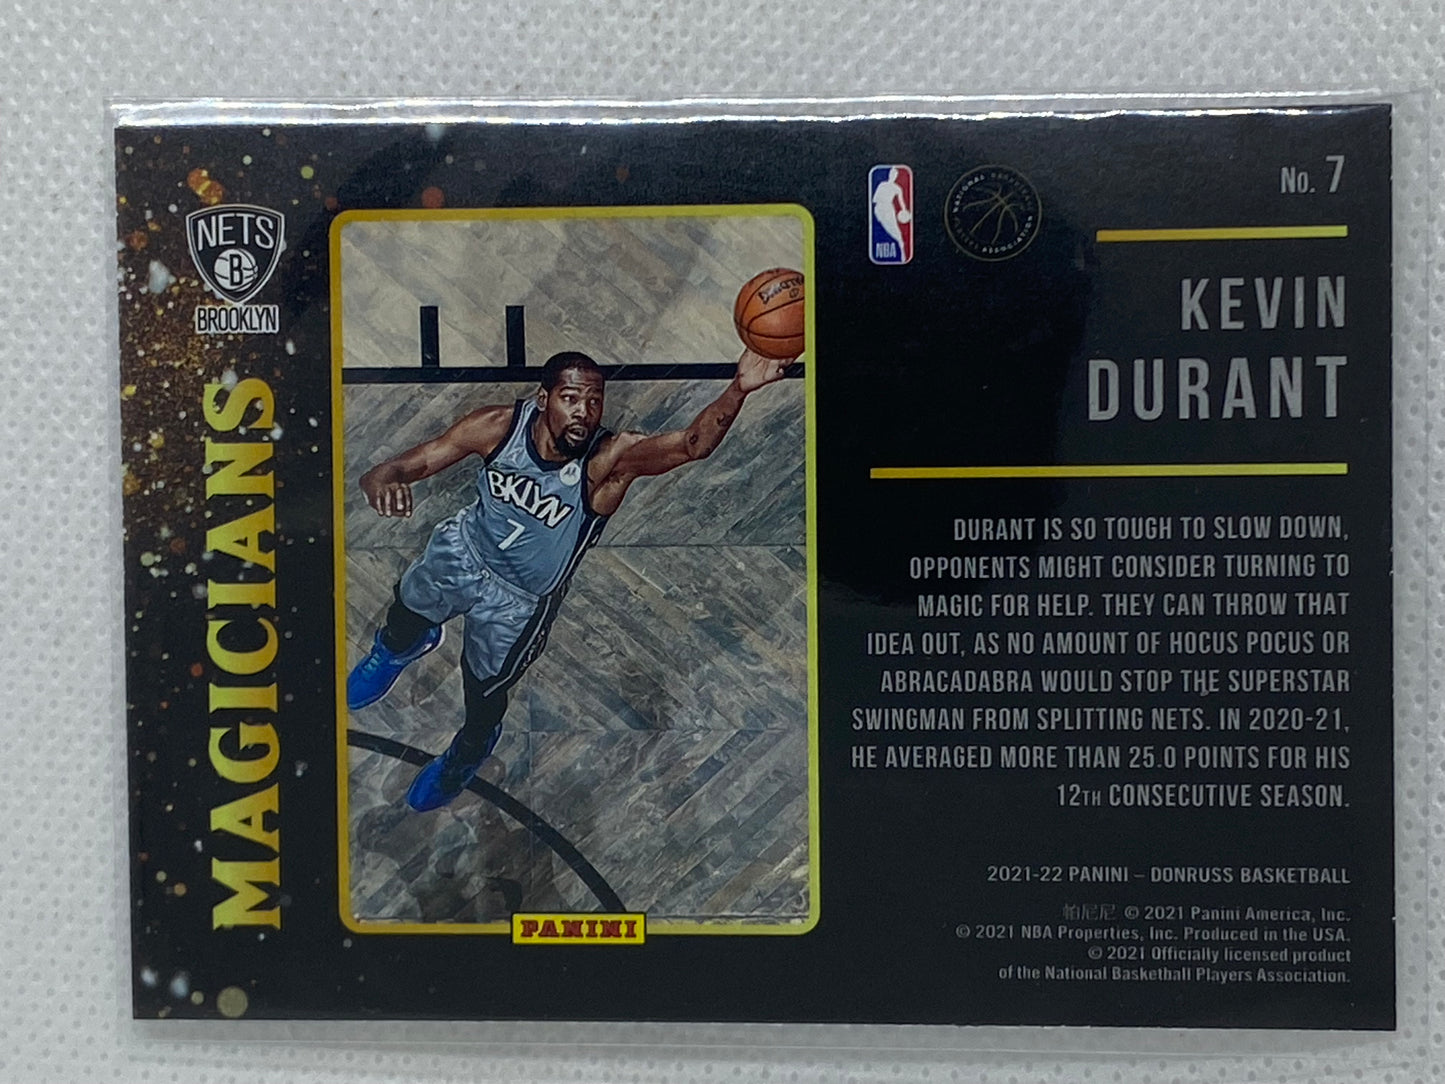 NETS
B
BROOKLYN
MAGICIANS
BKLYN
7
PANINI
NBA
NATIONAL BASKETBALL
PLAYERS ASSOCIATION
No. 7
KEVIN
DURANT
DURANT IS SO TOUGH TO SLOW DOWN,
OPPONENTS MIGHT CONSIDER TURNING TO
MAGIC FOR HELP. THEY CAN THROW THAT
IDEA OUT, AS NO AMOUNT OF HOCUS POCUS OR
ABRACADABRA WOULD STOP THE SUPERSTAR
SWINGMAN FROM SPLITTING NETS. IN 2020-21,
HE AVERAGED MORE THAN 25.0 POINTS FOR HIS
12TH CONSECUTIVE SEASON.
2021-22 PANINI – DONRUSS BASKETBALL
帕尼尼 © 2021 Panini America, Inc.
© 2021 NBA Properties, Inc. Produced in the USA.
© 2021 Officially licensed product
of the National Basketball Players Association.